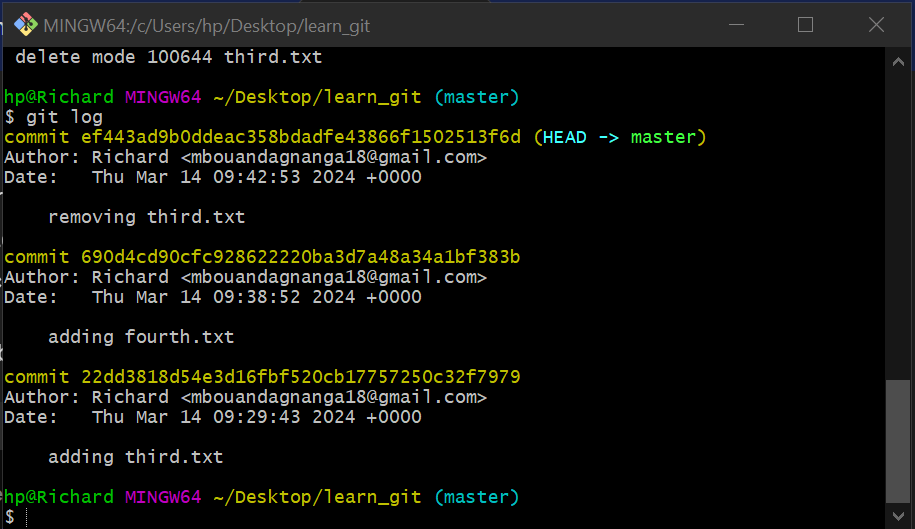 MINGW64:/c/Users/hp/Desktop/learn_git
delete mode 100644 third.txt
hp@Richard MINGW64 ~/Desktop/learn_git (master)
$ git log
commit ef443ad9b0ddeac358bdadfe43866f1502513f6d (HEAD -> master)
Author: Richard <mbouandagnanga18@gmail.com>
Date:   Thu Mar 14 09:42:53 2024 +0000
removing third.txt
commit 690d4cd90cfc928622220ba3d7a48a34a1bf383b
Author: Richard <mbouandagnanga18@gmail.com>
Date:   Thu Mar 14 09:38:52 2024 +0000
adding fourth.txt
commit 22dd3818d54e3d16fbf520cb17757250c32f7979
Author: Richard <mbouandagnanga18@gmail.com>
Date:   Thu Mar 14 09:29:43 2024 +0000
adding third.txt
hp@Richard MINGW64 ~/Desktop/learn_git (master)
$